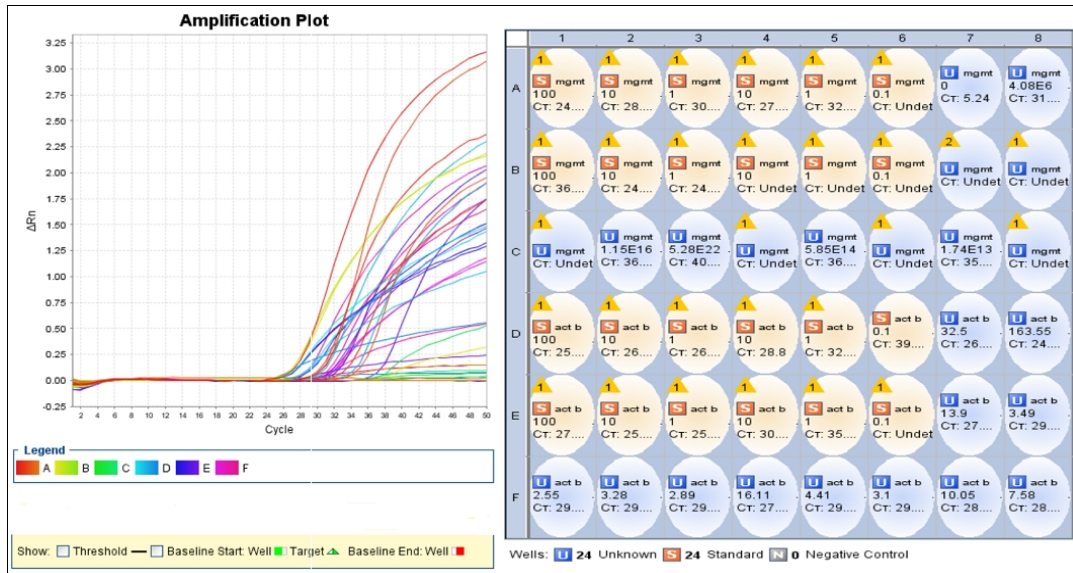 Amplification Plot
3.25
3.00
2.75
2.50
2.25
2.00
1.75
1.50
1.25
1.00
0.75
0.50
0.25
0.00
-0.25
ΔRn
2 4 6 8 10 12 14 16 18 20 22 24 26 28 30 32 34 36 38 40 42 44 46 48 50
Cycle
Legend
A B C D E F
Show: Threshold Baseline Start: Well Target Baseline End: Well
1 2 3 4 5 6 7 8
A
1 1 1 1 1 1
S mgmt S mgmt S mgmt S mgmt S mgmt S mgmt U mgmt U mgmt
100 10 1 10 1 0.1 0 4.08E6
CT: 24.... CT: 28.... CT: 30.... CT: 27.... CT: 32.... CT: Undet CT: 5.24 CT: 31....
B
1 1 1 1 1 1 2 1
S mgmt S mgmt S mgmt S mgmt S mgmt S mgmt U mgmt U mgmt
100 10 1 10 1 0.1
CT: 36.... CT: 24.... CT: 24.... CT: Undet CT: Undet CT: Undet CT: Undet CT: Undet
C
1 1 1 1
U mgmt U mgmt U mgmt U mgmt U mgmt U mgmt U mgmt U mgmt
1.15E16 5.28E22 5.85E14 1.74E13
CT: Undet CT: 36.... CT: 40.... CT: Undet CT: 36.... CT: Undet CT: 35.... CT: Undet
D
1 1 1 1 1
S act b S act b S act b S act b S act b S act b U act b U act b
100 10 1 10 1 0.1 32.5 163.55
CT: 25.... CT: 26.... CT: 26.... CT: 28.8 CT: 32.... CT: 39.... CT: 26.... CT: 24....
E
1 1 1 1 1 1
S act b S act b S act b S act b S act b S act b U act b U act b
100 10 1 10 1 0.1 13.9 3.49
CT: 27.... CT: 25.... CT: 25.... CT: 30.... CT: 35.... CT: Undet CT: 27.... CT: 29....
F
U act b U act b U act b U act b U act b U act b U act b U act b
2.55 3.28 2.89 16.11 4.41 3.1 10.05 7.58
CT: 29.... CT: 29.... CT: 29.... CT: 27.... CT: 29.... CT: 29.... CT: 28.... CT: 28....
Wells: U 24 Unknown S 24 Standard N 0 Negative Control